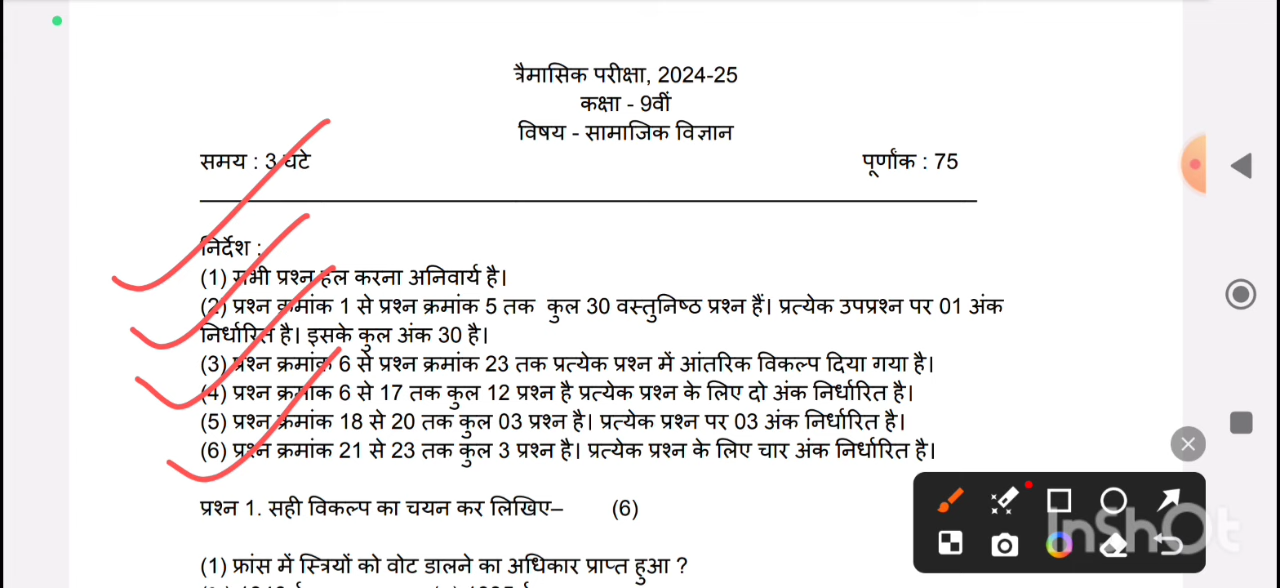 त्रैमासिक परीक्षा, 2024-25
कक्षा - 9वीं
विषय - सामाजिक विज्ञान
समय : 3 घंटे पूर्णांक : 75
निर्देश :
(1) सभी प्रश्न हल करना अनिवार्य है।
(2) प्रश्न क्रमांक 1 से प्रश्न क्रमांक 5 तक कुल 30 वस्तुनिष्ठ प्रश्न हैं। प्रत्येक उपप्रश्न पर 01 अंक
निर्धारित है। इसके कुल अंक 30 है।
(3) प्रश्न क्रमांक 6 से प्रश्न क्रमांक 23 तक प्रत्येक प्रश्न में आंतरिक विकल्प दिया गया है।
(4) प्रश्न क्रमांक 6 से 17 तक कुल 12 प्रश्न है प्रत्येक प्रश्न के लिए दो अंक निर्धारित है।
(5) प्रश्न क्रमांक 18 से 20 तक कुल 03 प्रश्न है। प्रत्येक प्रश्न पर 03 अंक निर्धारित है।
(6) प्रश्न क्रमांक 21 से 23 तक कुल 3 प्रश्न है। प्रत्येक प्रश्न के लिए चार अंक निर्धारित है।
प्रश्न 1. सही विकल्प का चयन कर लिखिए– (6)
(1) फ्रांस में स्त्रियों को वोट डालने का अधिकार प्राप्त हुआ ?
InShOt